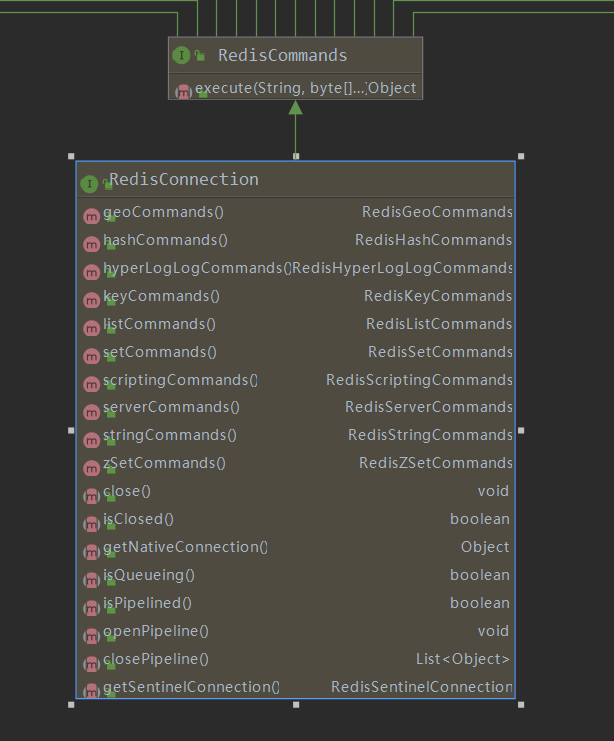 RedisCommands
execute(String, byte[]...)Object
RedisConnection
geoCommands() RedisGeoCommands
hashCommands() RedisHashCommands
hyperLogLogCommands()RedisHyperLogLogCommands
keyCommands() RedisKeyCommands
listCommands() RedisListCommands
setCommands() RedisSetCommands
scriptingCommands() RedisScriptingCommands
serverCommands() RedisServerCommands
stringCommands() RedisStringCommands
zSetCommands() RedisZSetCommands
close() void
isClosed() boolean
getNativeConnection() Object
isQueueing() boolean
isPipelined() boolean
openPipeline() void
closePipeline() List<Object>
getSentinelConnection() RedisSentinelConnection